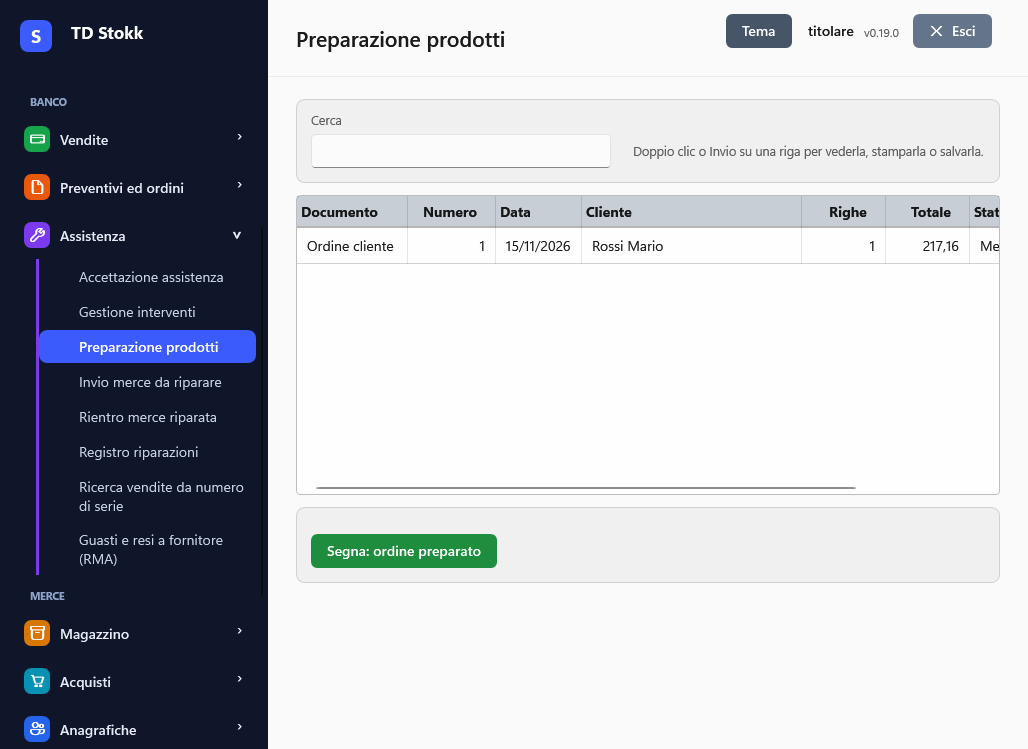 S
TD Stokk
BANCO
Vendite
Preventivi ed ordini
Assistenza
Accettazione assistenza
Gestione interventi
Preparazione prodotti
Invio merce da riparare
Rientro merce riparata
Registro riparazioni
Ricerca vendite da numero
di serie
Guasti e resi a fornitore
(RMA)
MERCE
Magazzino
Acquisti
Anagrafiche
Preparazione prodotti
Tema
titolare v0.19.0
Esci
Cerca
Doppio clic o Invio su una riga per vederla, stamparla o salvarla.
Documento Numero Data Cliente Righe Totale Stat
Ordine cliente 1 15/11/2026 Rossi Mario 1 217,16 Me
Segna: ordine preparato